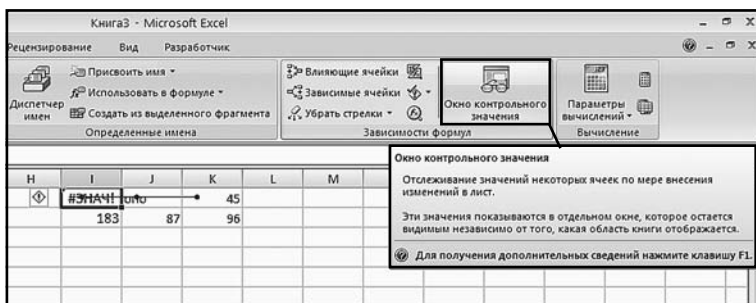 Книга3 - Microsoft Excel
Рецензирование Вид Разработчик
Диспетчер имен
Присвоить имя
Использовать в формуле
Создать из выделенного фрагмента
Определенные имена
Влияющие ячейки
Зависимые ячейки
Убрать стрелки
Окно контрольного
значения
Зависимости формул
Параметры
вычислений
Вычисление
Окно контрольного значения
Отслеживание значений некоторых ячеек по мере внесения
изменений в лист.
Эти значения показываются в отдельном окне, которое остается
видимым независимо от того, какая область книги отображается.
Для получения дополнительных сведений нажмите клавишу F1.
H I J K L M
#ЗНАЧ! 45
183 87 96